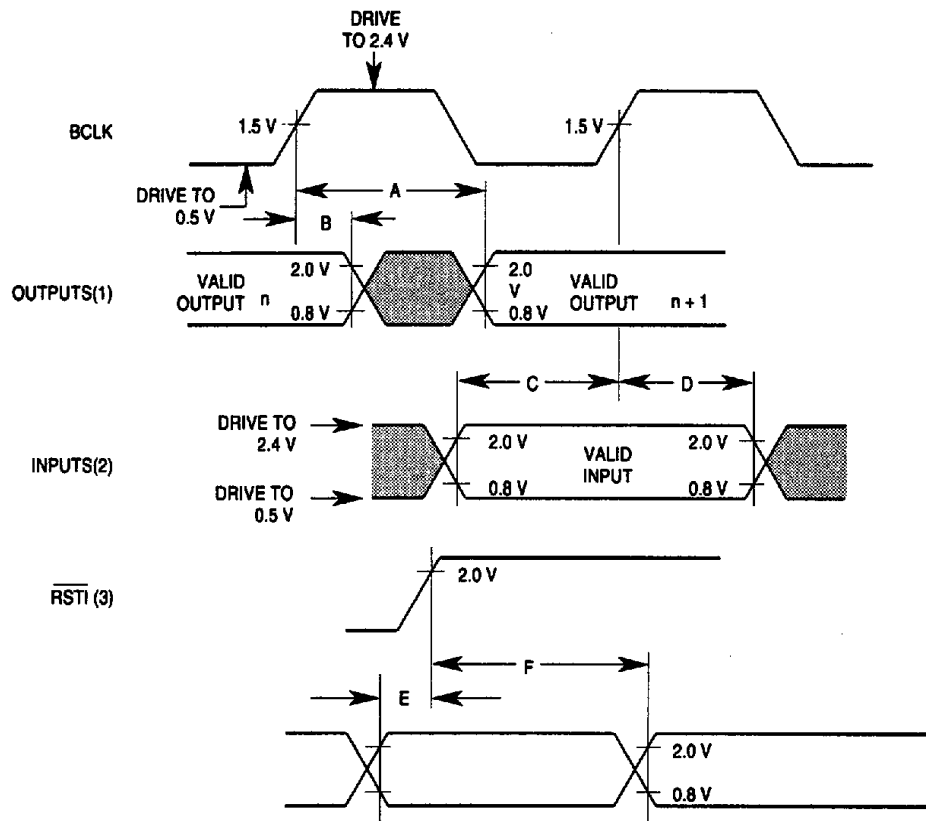 DRIVE
TO 2.4 V
BCLK
1.5 V
1.5 V
DRIVE TO
0.5 V
A
B
OUTPUTS(1)
VALID
OUTPUT n
2.0 V
0.8 V
2.0
V
0.8 V
VALID
OUTPUT n + 1
C
D
DRIVE TO
2.4 V
INPUTS(2)
DRIVE TO
0.5 V
2.0 V
0.8 V
VALID
INPUT
2.0 V
0.8 V
RSTI (3)
2.0 V
F
E
2.0 V
0.8 V